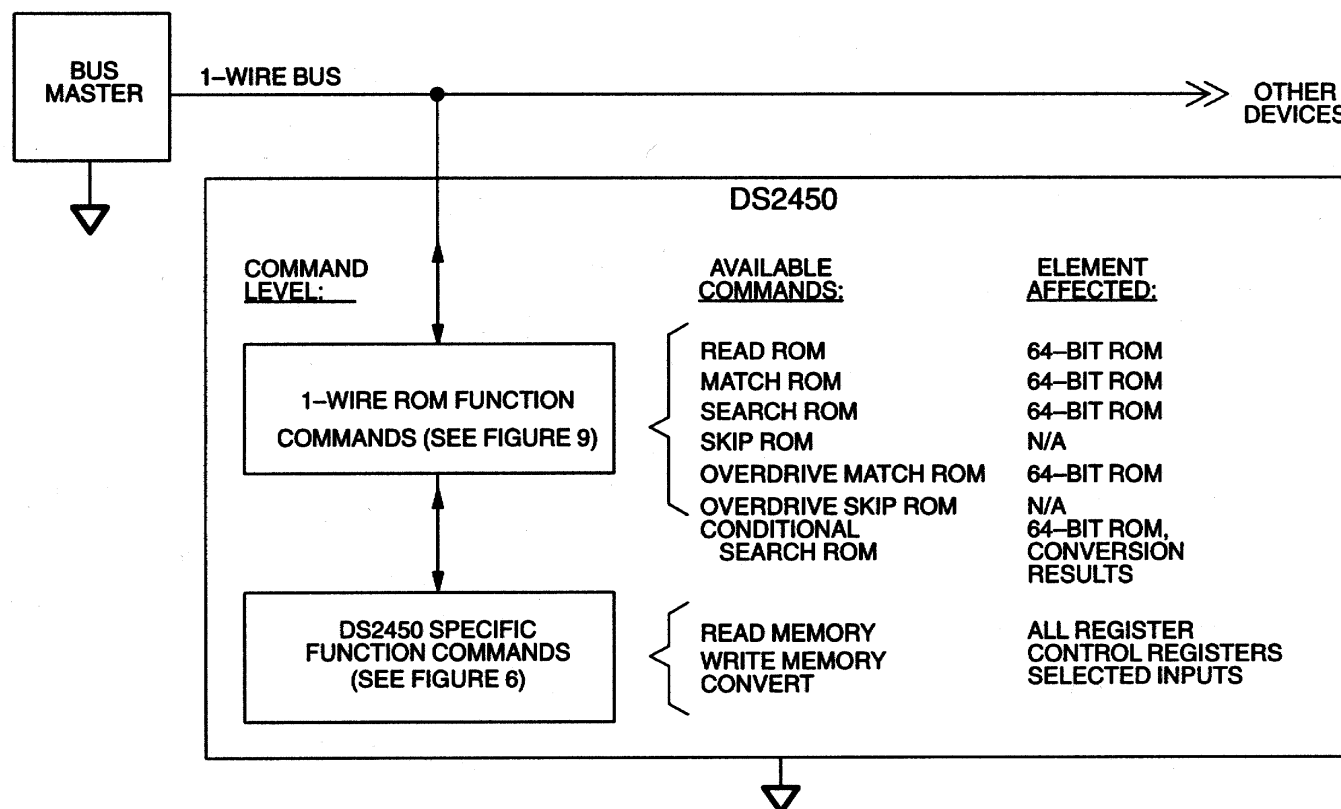 BUS
MASTER
1–WIRE BUS
OTHER
DEVICES
DS2450
COMMAND
LEVEL:
AVAILABLE
COMMANDS:
ELEMENT
AFFECTED:
1–WIRE ROM FUNCTION
COMMANDS (SEE FIGURE 9)
READ ROM 64–BIT ROM
MATCH ROM 64–BIT ROM
SEARCH ROM 64–BIT ROM
SKIP ROM N/A
OVERDRIVE MATCH ROM 64–BIT ROM
OVERDRIVE SKIP ROM N/A
CONDITIONAL 64–BIT ROM,
SEARCH ROM CONVERSION
RESULTS
DS2450 SPECIFIC
FUNCTION COMMANDS
(SEE FIGURE 6)
READ MEMORY ALL REGISTER
WRITE MEMORY CONTROL REGISTERS
CONVERT SELECTED INPUTS